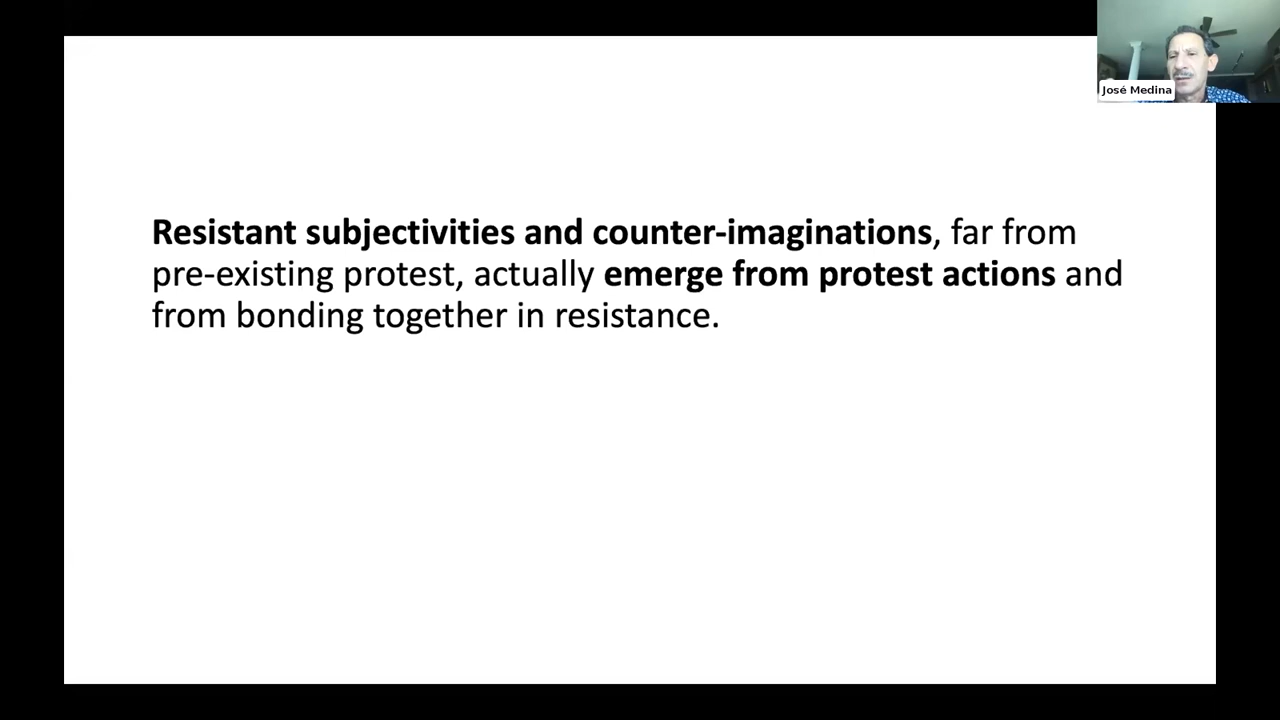 José Medina
Resistant subjectivities and counter-imaginations, far from
pre-existing protest, actually emerge from protest actions and
from bonding together in resistance.